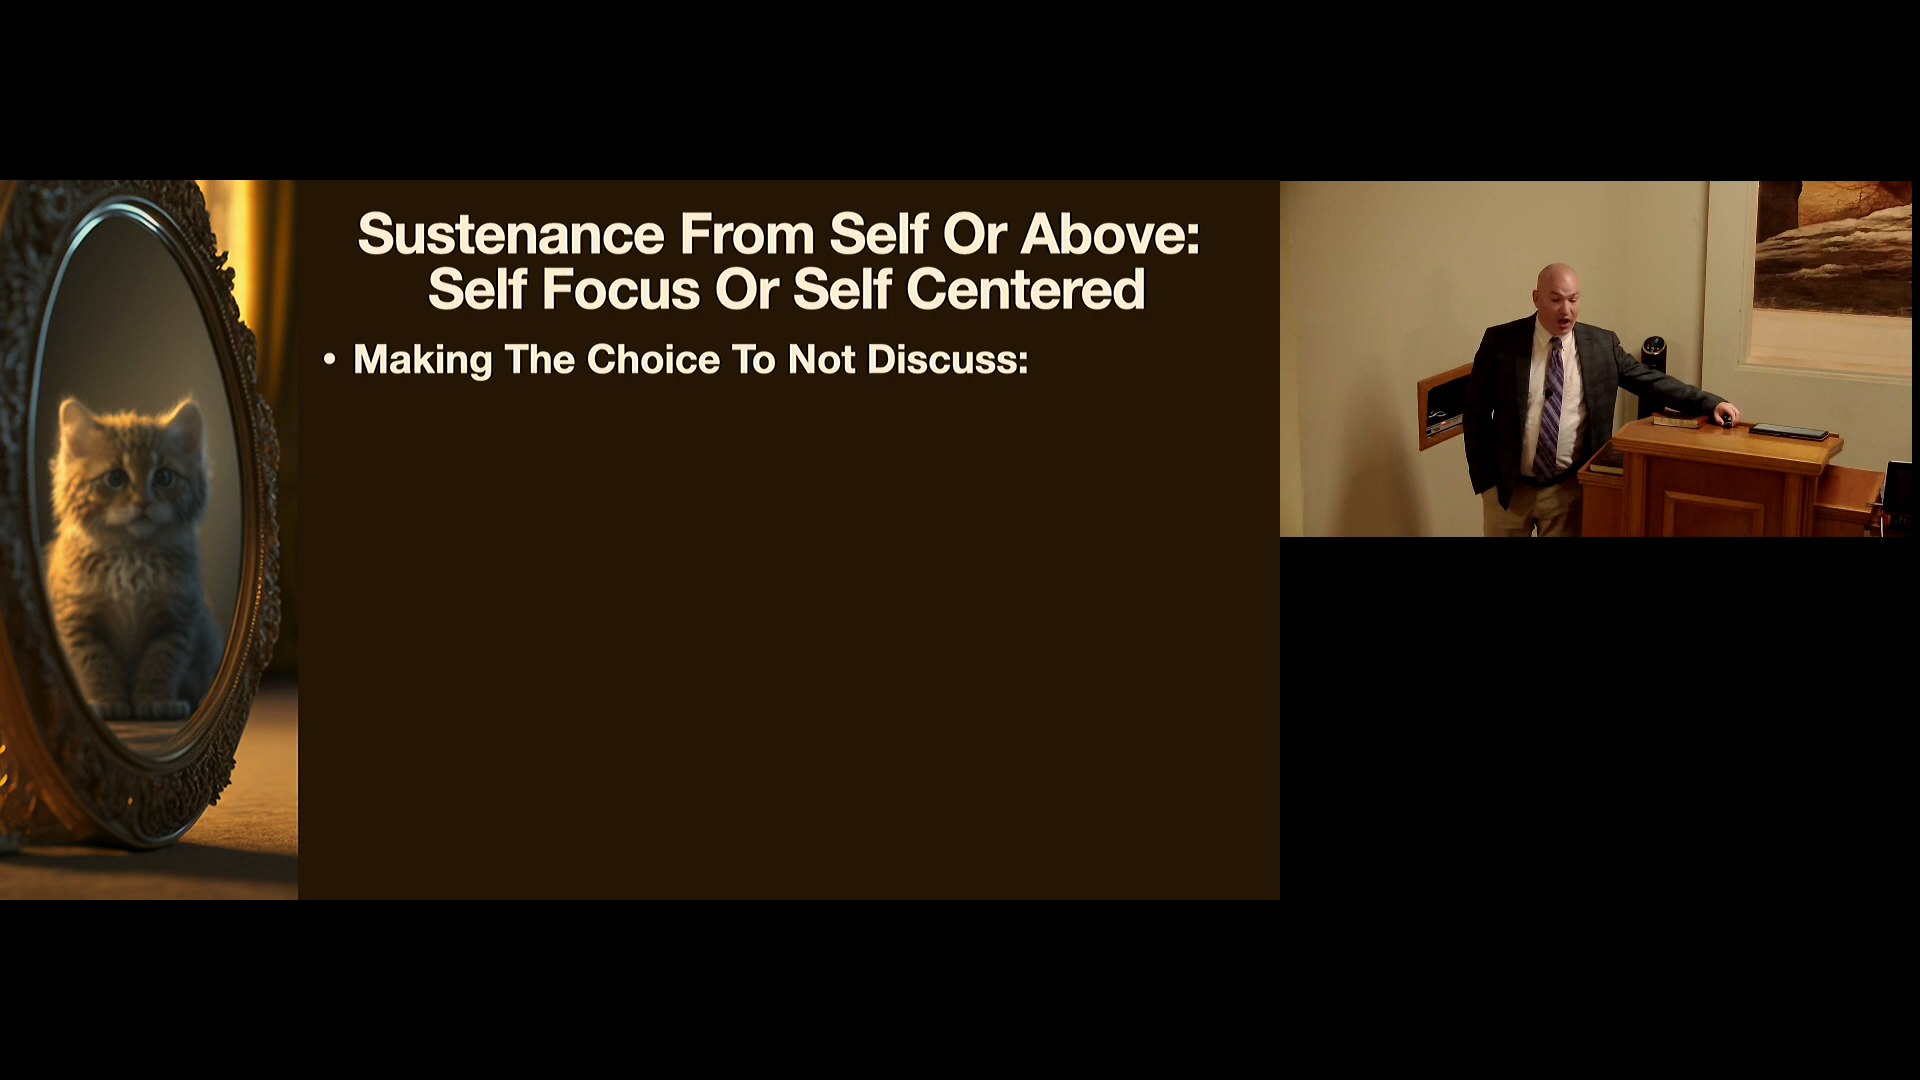 Sustenance From Self Or Above:
Self Focus Or Self Centered
• Making The Choice To Not Discuss: